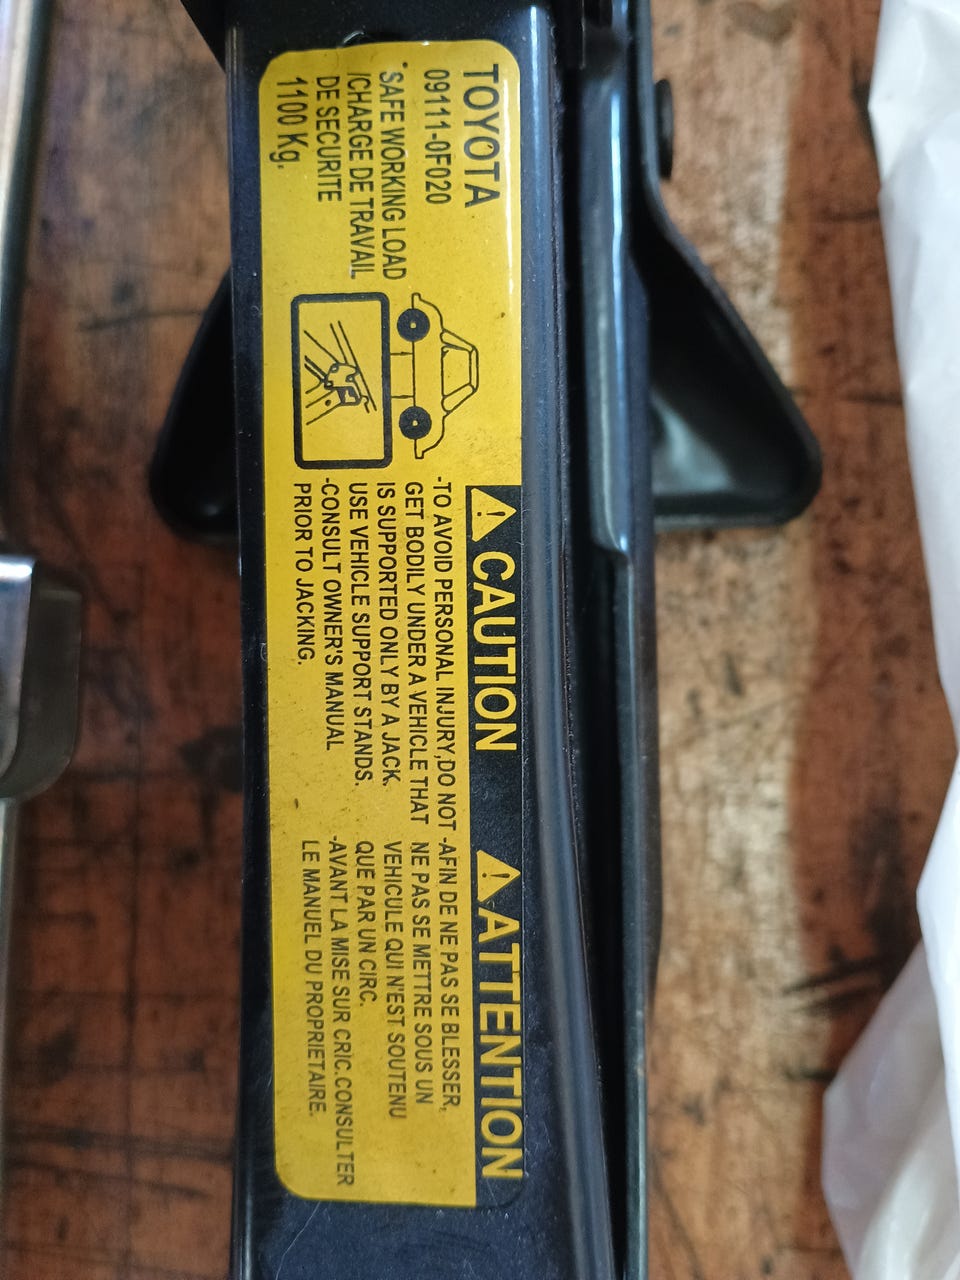 TOYOTA
09111-0F020
SAFE WORKING LOAD
/CHARGE DE TRAVAIL
DE SECURITE
1100 Kg.
CAUTION
-TO AVOID PERSONAL INJURY,DO NOT
GET BODILY UNDER A VEHICLE THAT
IS SUPPORTED ONLY BY A JACK.
USE VEHICLE SUPPORT STANDS.
-CONSULT OWNER'S MANUAL
PRIOR TO JACKING.
ATTENTION
-AFIN DE NE PAS SE BLESSER,
NE PAS SE METTRE SOUS UN
VEHICULE QUI N'EST SOUTENU
QUE PAR UN CIRC.
-AVANT LA MISE SUR CRIC.CONSULTER
LE MANUEL DU PROPRIETAIRE.